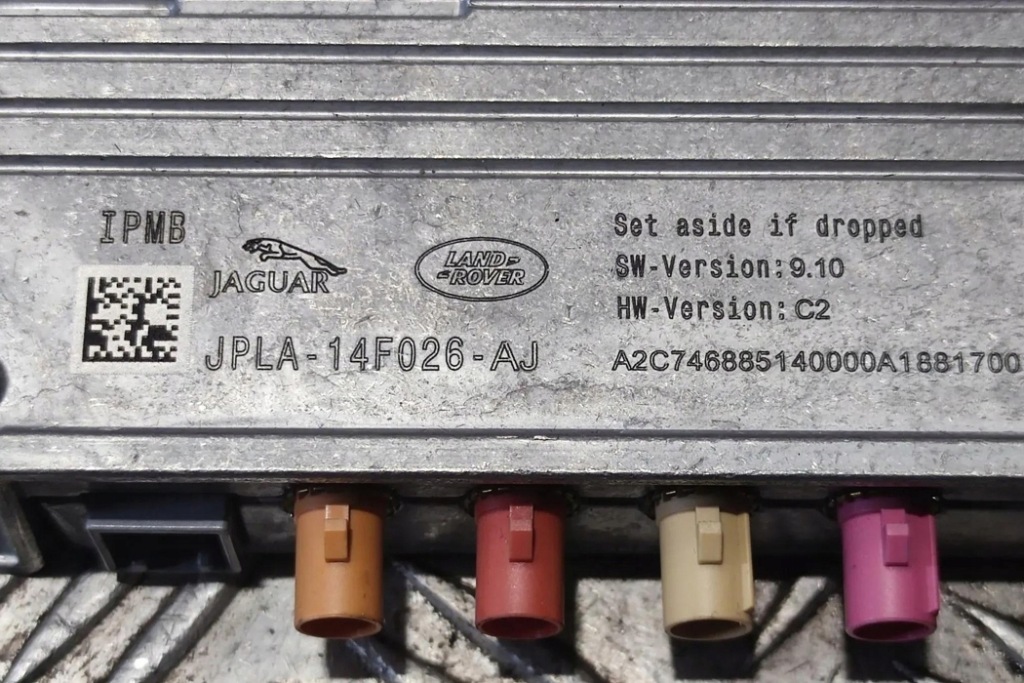 IPMB
JAGUAR
LAND-
-ROVER
JPLA-14F026-AJ
Set aside if dropped
SW-Version:9.10
HW-Version:C2
A2C746885140000A1881700